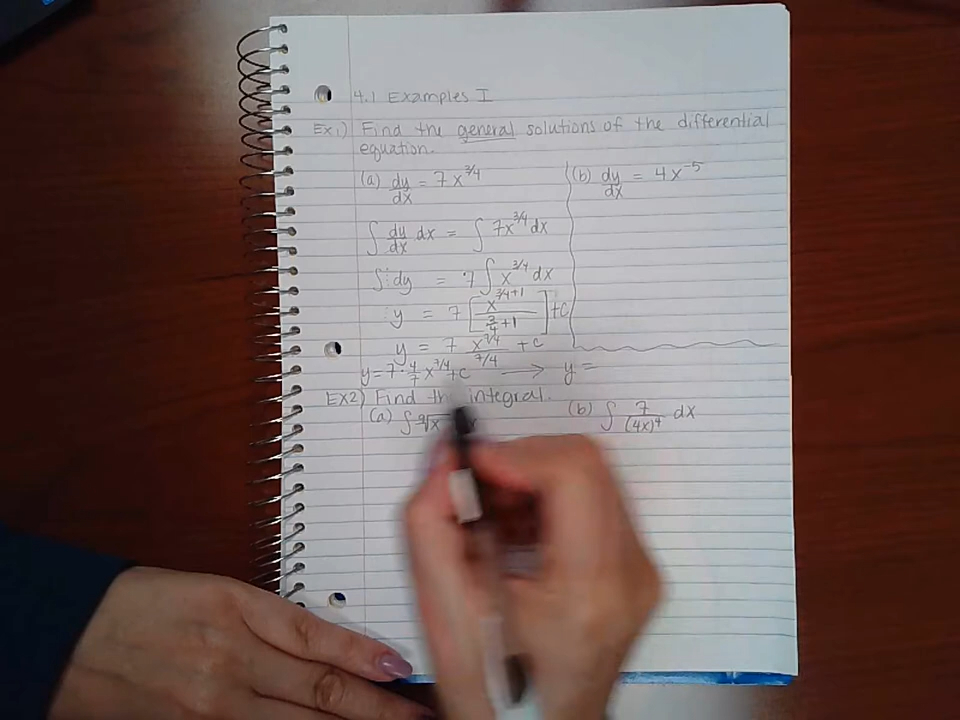 4.1 Examples I
Ex1) Find the general solutions of the differential
equation.
(a) dy/dx = 7x^3/4
(b) dy/dx = 4x^-5
∫ dy/dx dx = ∫ 7x^3/4 dx
∫ dy = 7 ∫ x^3/4 dx
y = 7 [x^3/4+1 / 3/4+1] + C
y = 7 x^7/4 / 7/4 + C
y = 7 · 4/7 x^7/4 + C → y =
EX2) Find the integral.
(a) ∫ √x
(b) ∫ 7/(4x)^4 dx